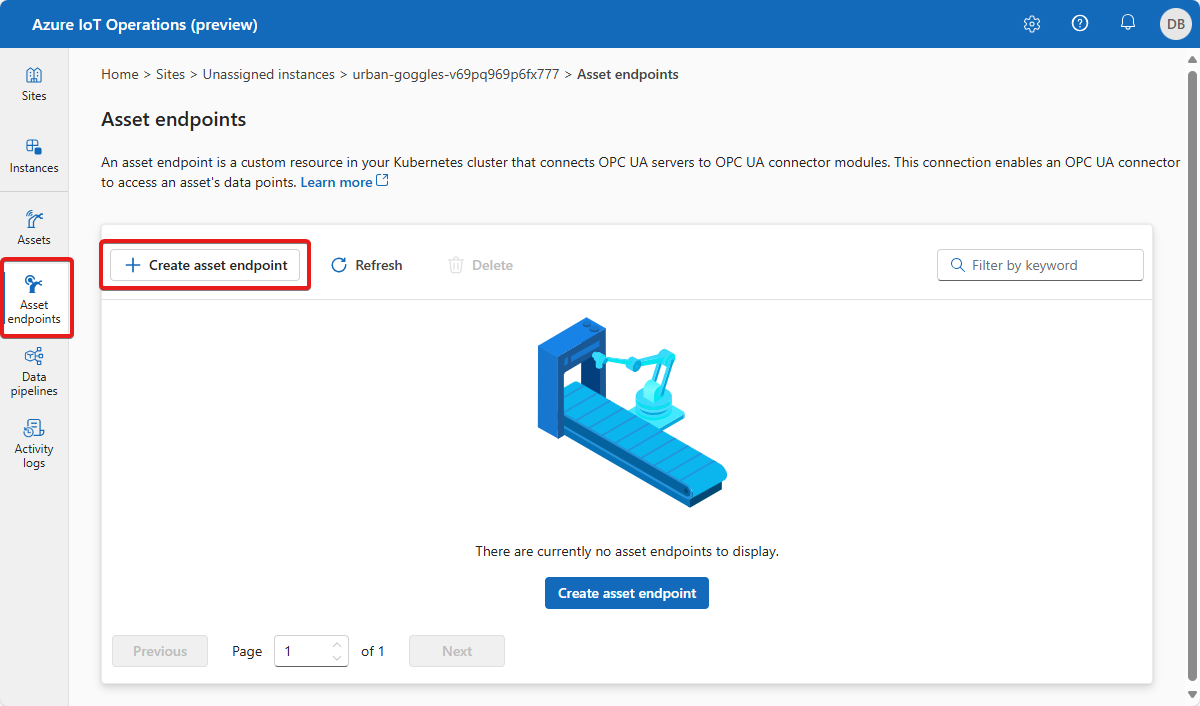 Azure IoT Operations (preview)
DB
Home > Sites > Unassigned instances > urban-goggles-v69pq969p6fx777 > Asset endpoints
Sites
Instances
Assets
Asset
endpoints
Data
pipelines
Activity
logs
Asset endpoints
An asset endpoint is a custom resource in your Kubernetes cluster that connects OPC UA servers to OPC UA connector modules. This connection enables an OPC UA connector
to access an asset's data points. Learn more
Create asset endpoint
Refresh
Delete
Filter by keyword
There are currently no asset endpoints to display.
Create asset endpoint
Previous
Page 1 of 1
Next